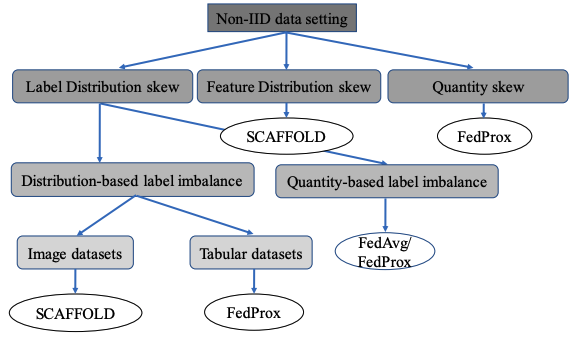 Non-IID data setting
Label Distribution skew
Feature Distribution skew
Quantity skew
SCAFFOLD
FedProx
Distribution-based label imbalance
Quantity-based label imbalance
Image datasets
Tabular datasets
FedAvg/
FedProx
SCAFFOLD
FedProx